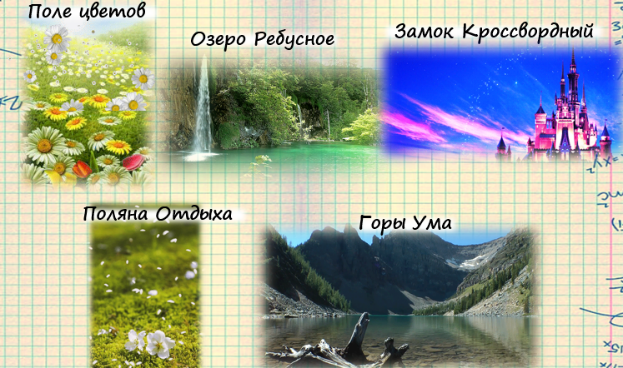 Поле цветов
Озеро Ребусное
Замок Кроссвордный
Поляна Отдыха
Горы Ума